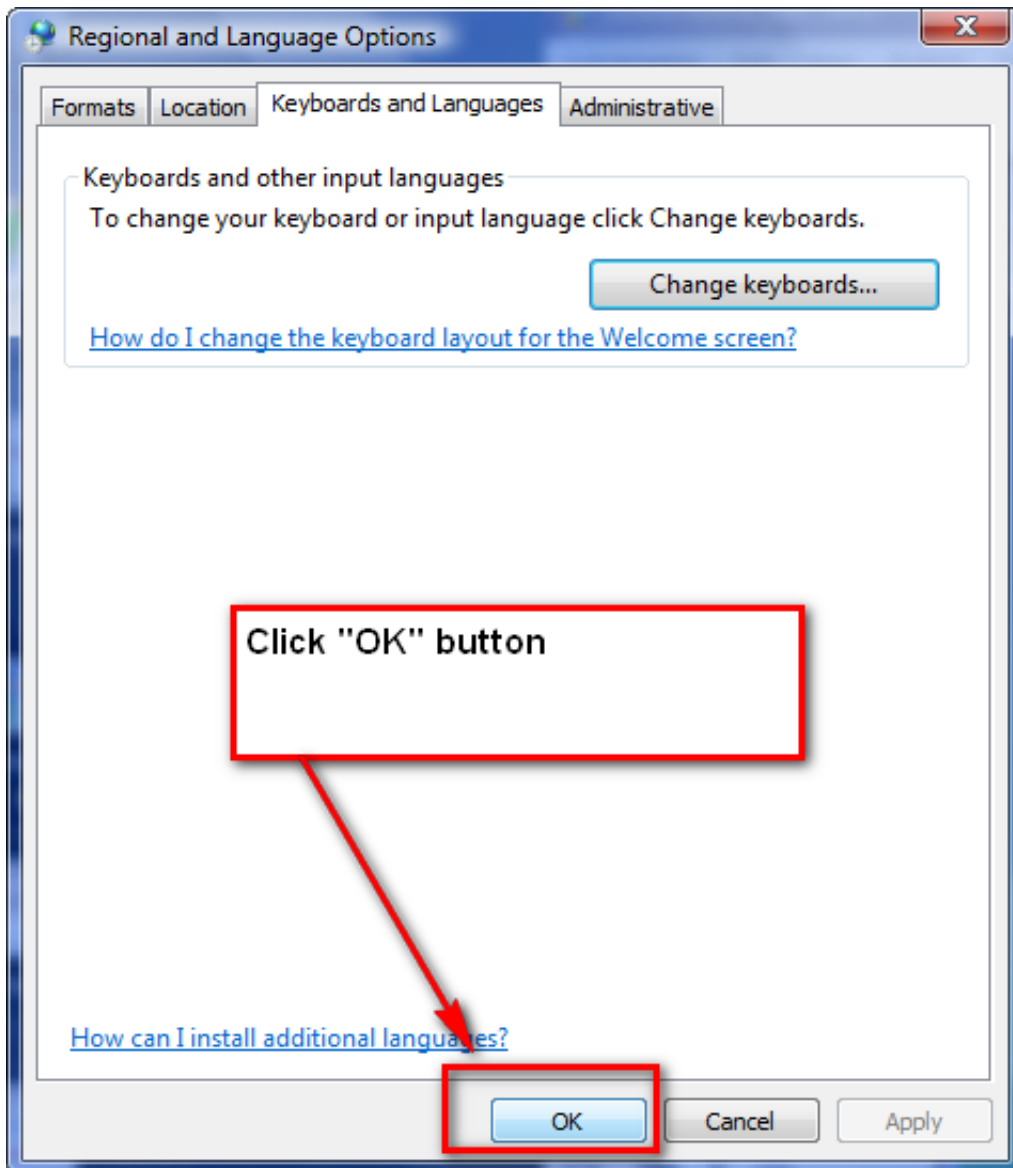 Regional and Language Options
X
Formats Location Keyboards and Languages Administrative
Keyboards and other input languages
To change your keyboard or input language click Change keyboards.
Change keyboards...
How do I change the keyboard layout for the Welcome screen?
Click "OK" button
How can I install additional languages?
OK Cancel Apply